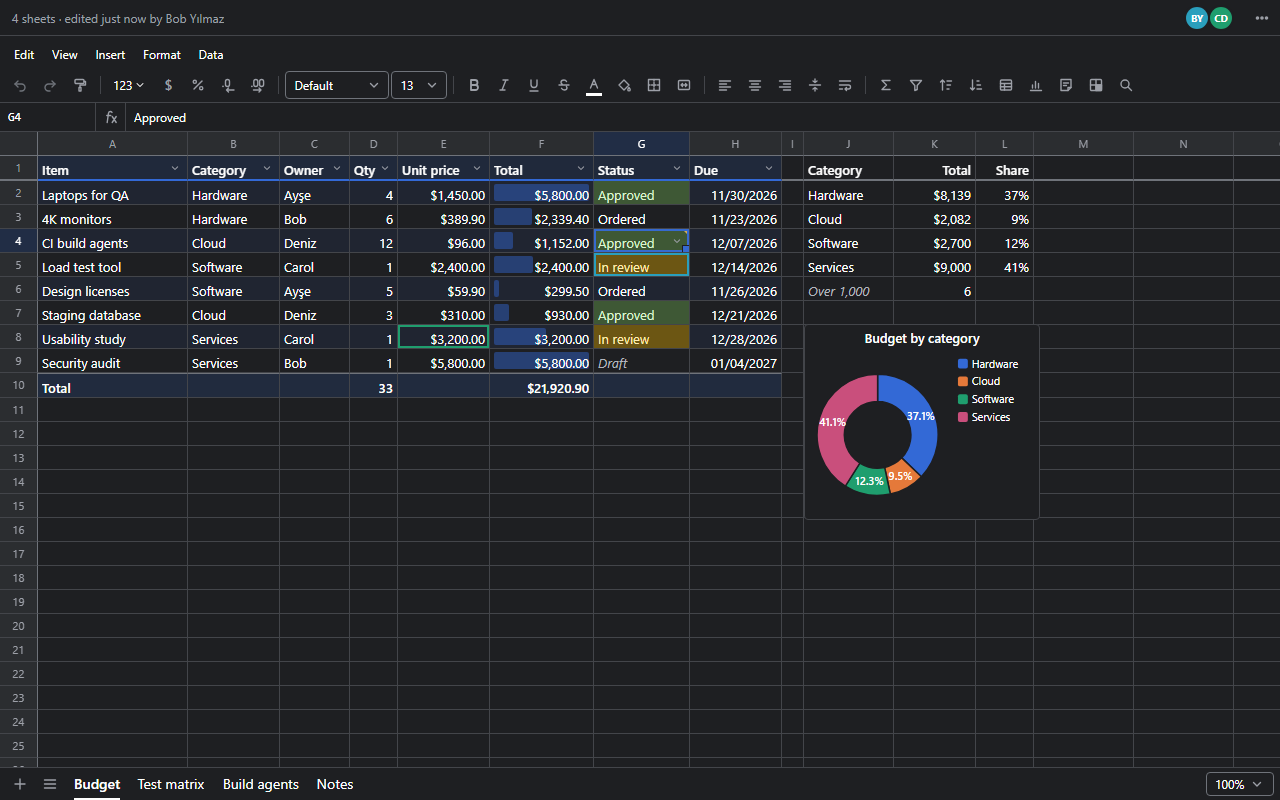 4 sheets · edited just now by Bob Yılmaz
BY CD
Edit View Insert Format Data
123 $ % .0 .00 Default 13 B I U S A
G4 fx Approved
A B C D E F G H I J K L M N
1 Item Category Owner Qty Unit price Total Status Due Category Total Share
2 Laptops for QA Hardware Ayşe 4 $1,450.00 $5,800.00 Approved 11/30/2026 Hardware $8,139 37%
3 4K monitors Hardware Bob 6 $389.90 $2,339.40 Ordered 11/23/2026 Cloud $2,082 9%
4 CI build agents Cloud Deniz 12 $96.00 $1,152.00 Approved 12/07/2026 Software $2,700 12%
5 Load test tool Software Carol 1 $2,400.00 $2,400.00 In review 12/14/2026 Services $9,000 41%
6 Design licenses Software Ayşe 5 $59.90 $299.50 Ordered 11/26/2026 Over 1,000 6
7 Staging database Cloud Deniz 3 $310.00 $930.00 Approved 12/21/2026
8 Usability study Services Carol 1 $3,200.00 $3,200.00 In review 12/28/2026
9 Security audit Services Bob 1 $5,800.00 $5,800.00 Draft 01/04/2027
10 Total 33 $21,920.90
11
12
13
14
15
16
17
18
19
20
21
22
23
24
25
Budget by category
Hardware
Cloud
Software
Services
37.1%
41.1%
9.5%
12.3%
Budget Test matrix Build agents Notes 100%